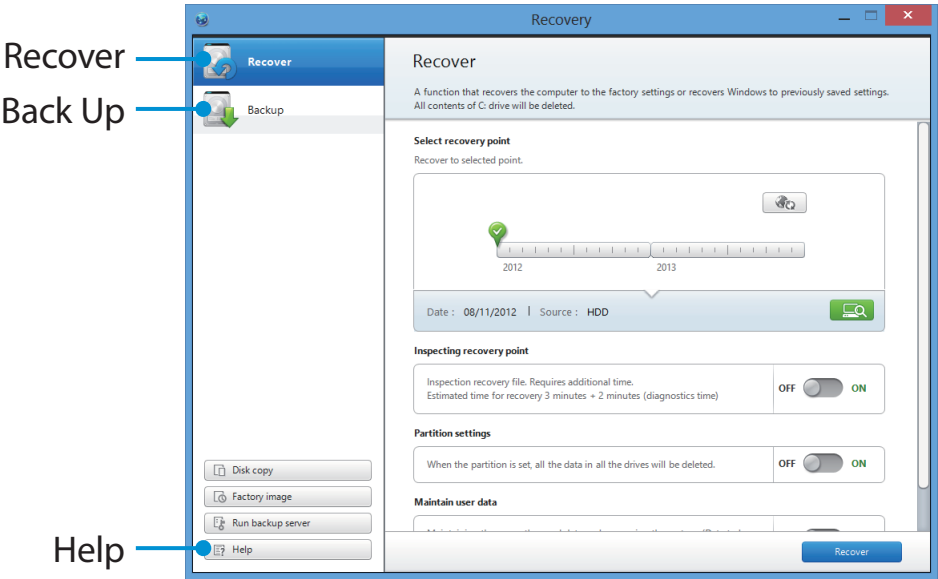 Recovery
Recover
Back Up
Recover
Backup
Recover
A function that recovers the computer to the factory settings or recovers Windows to previously saved settings.
All contents of C: drive will be deleted.
Select recovery point
Recover to selected point.
2012 2013
Date : 08/11/2012 | Source : HDD
Inspecting recovery point
Inspection recovery file. Requires additional time.
Estimated time for recovery 3 minutes + 2 minutes (diagnostics time)
OFF ON
Partition settings
When the partition is set, all the data in all the drives will be deleted.
OFF ON
Maintain user data
Disk copy
Factory image
Run backup server
Help
Help
Recover